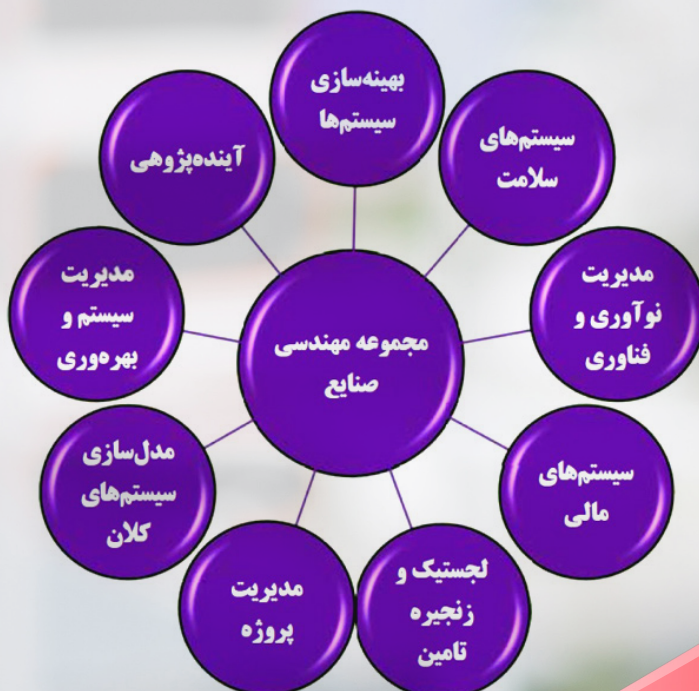 بهینه‌سازی
سیستم‌ها
سیستم‌های
سلامت
مدیریت
نوآوری و
فناوری
سیستم‌های
مالی
لجستیک و
زنجیره
تامین
مدیریت
پروژه
مدل‌سازی
سیستم‌های
کلان
مدیریت
سیستم و
بهره‌وری
آینده‌پژوهی
مجموعه مهندسی
صنایع